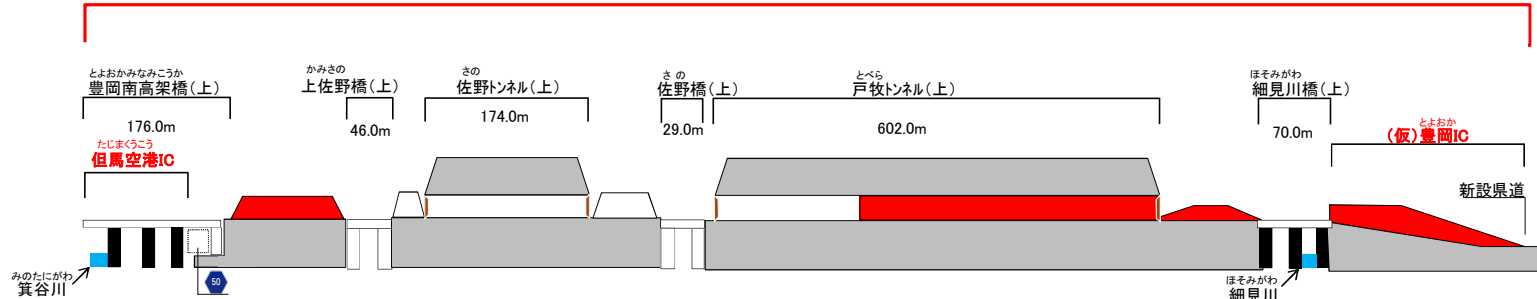 とよおかみなみこうか
豊岡南高架橋(上)
176.0m
かみさの
上佐野橋(上)
46.0m
さの
佐野トンネル(上)
174.0m
さの
佐野橋(上)
29.0m
とべら
戸牧トンネル(上)
602.0m
ほそみがわ
細見川橋(上)
70.0m
たじまくうこう
但馬空港IC
とよおか
(仮)豊岡IC
新設県道
みのたにがわ
箕谷川
50
ほそみがわ
細見川